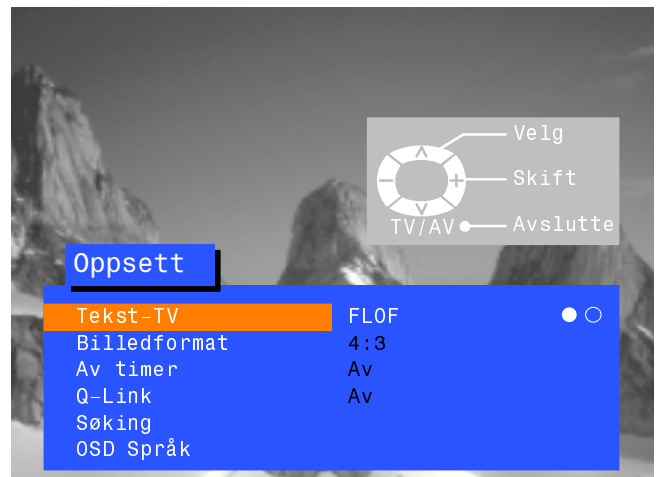 Velg
Skift
TV/AV Avslutte
Oppsett
Tekst-TV FLOF
Billedformat 4:3
Av timer Av
Q-Link Av
Søking
OSD Språk